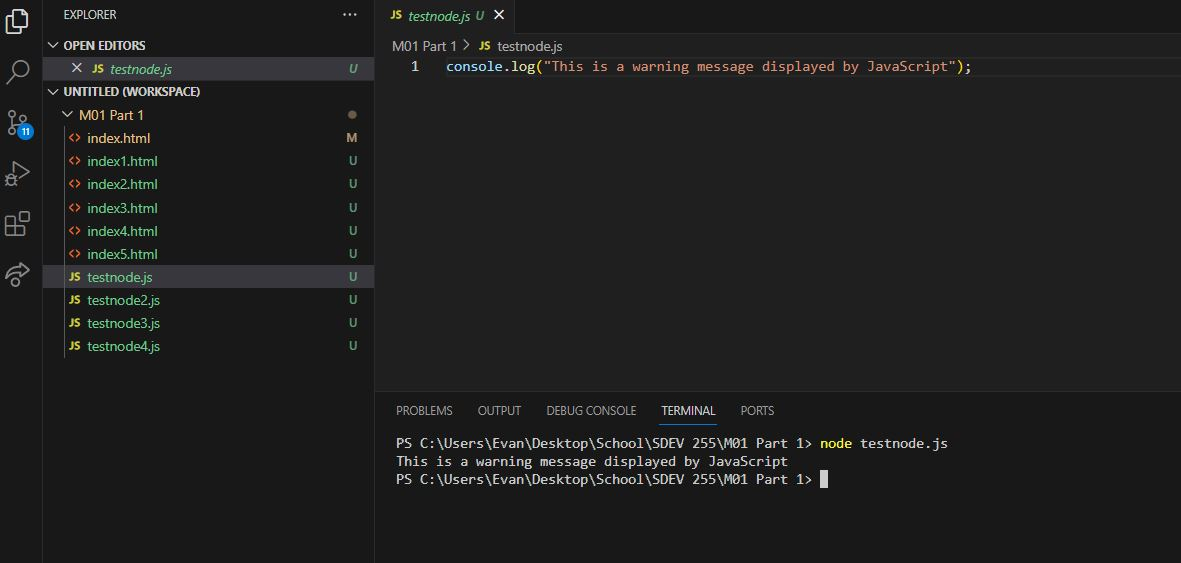 EXPLORER ...
OPEN EDITORS
JS testnode.js U
UNTITLED (WORKSPACE)
M01 Part 1
index.html M
index1.html U
index2.html U
index3.html U
index4.html U
index5.html U
JS testnode.js U
JS testnode2.js U
JS testnode3.js U
JS testnode4.js U
11
JS testnode.js U
M01 Part 1 > JS testnode.js
1 console.log("This is a warning message displayed by JavaScript");
PROBLEMS OUTPUT DEBUG CONSOLE TERMINAL PORTS
PS C:\Users\Evan\Desktop\School\SDEV 255\M01 Part 1> node testnode.js
This is a warning message displayed by JavaScript
PS C:\Users\Evan\Desktop\School\SDEV 255\M01 Part 1>